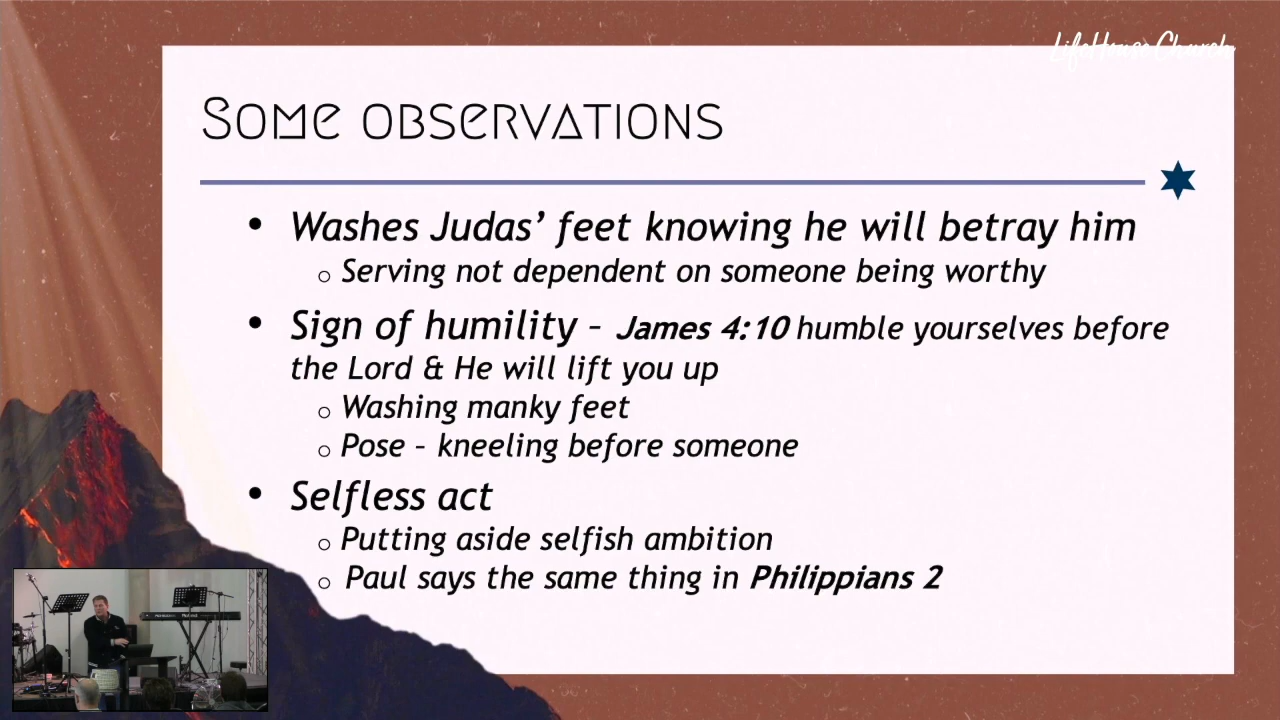 LifeHouse Church
Some observations
• Washes Judas’ feet knowing he will betray him
o Serving not dependent on someone being worthy
• Sign of humility – James 4:10 humble yourselves before
the Lord & He will lift you up
o Washing manky feet
o Pose – kneeling before someone
• Selfless act
o Putting aside selfish ambition
o Paul says the same thing in Philippians 2